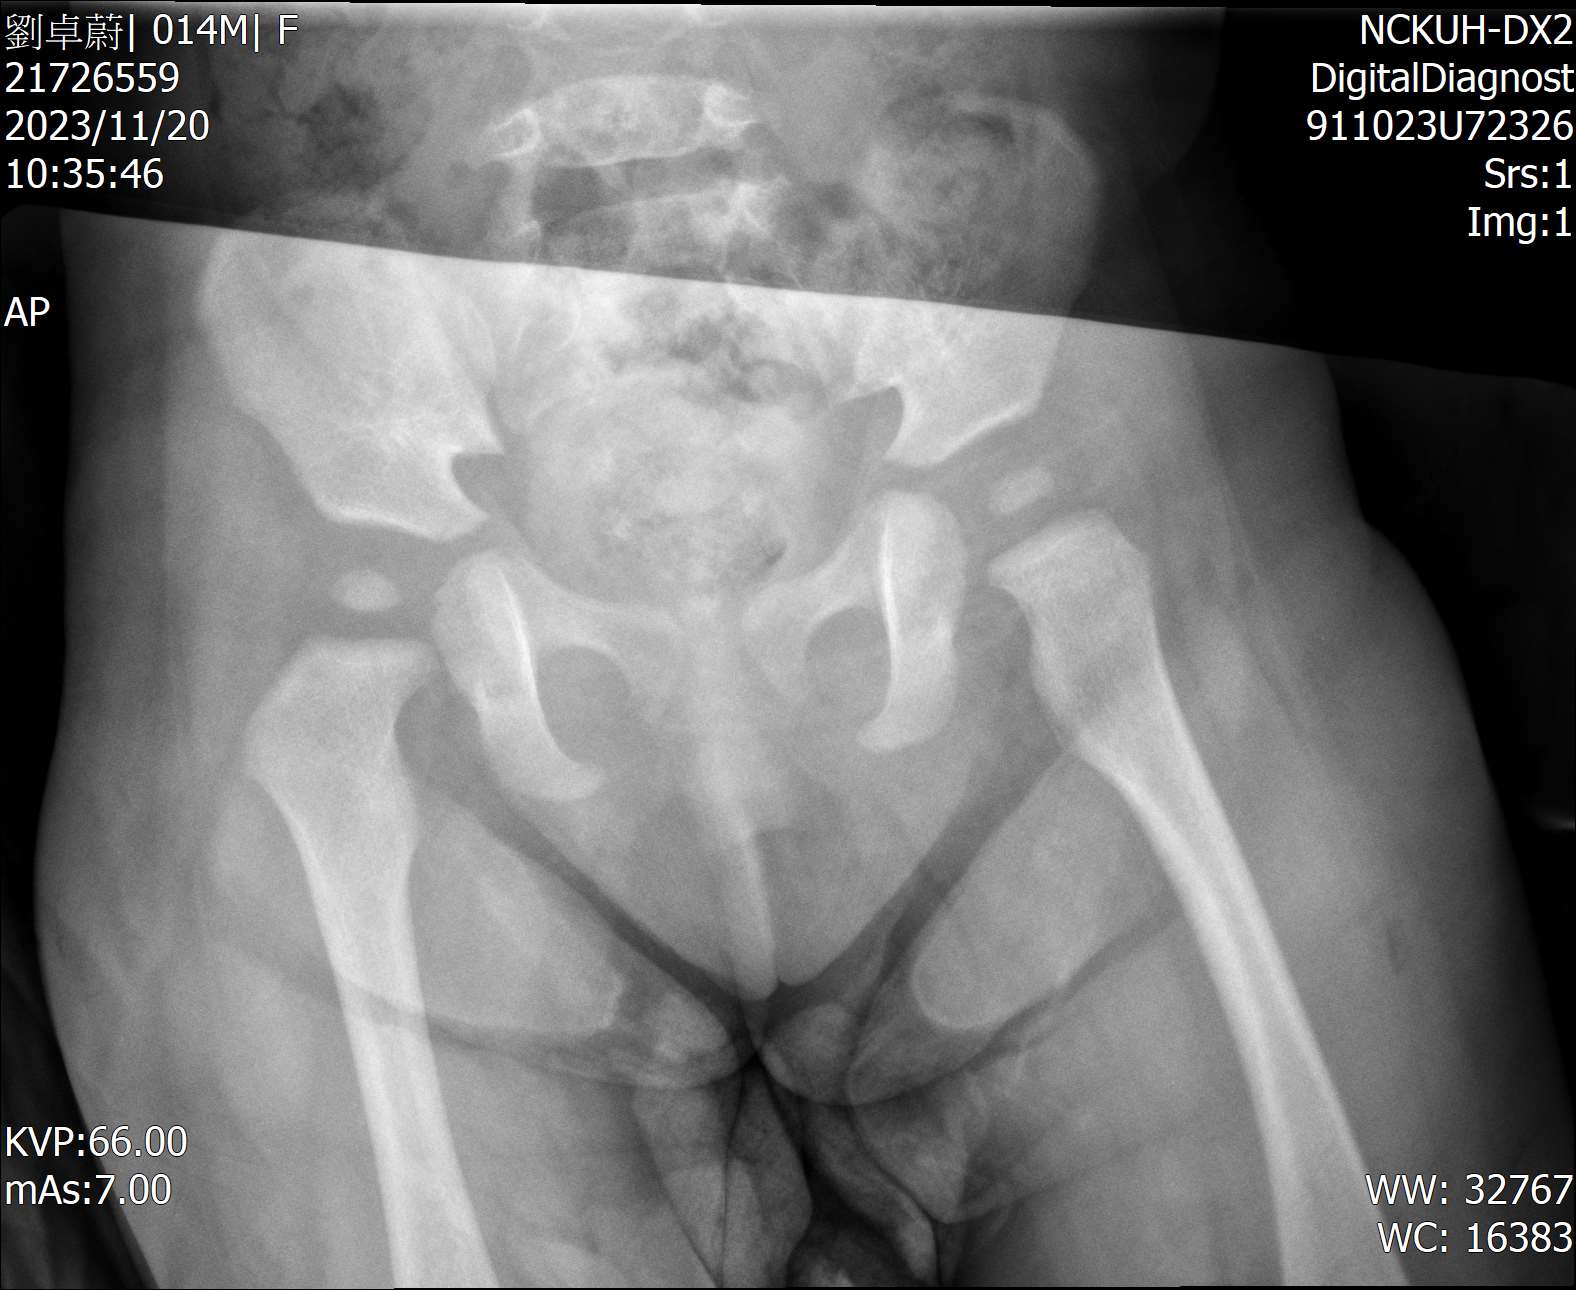 劉卓蔚| 014M| F
21726559
2023/11/20
10:35:46
NCKUH-DX2
DigitalDiagnost
911023U72326
Srs:1
Img:1
AP
KVP:66.00
mAs:7.00
WW: 32767
WC: 16383